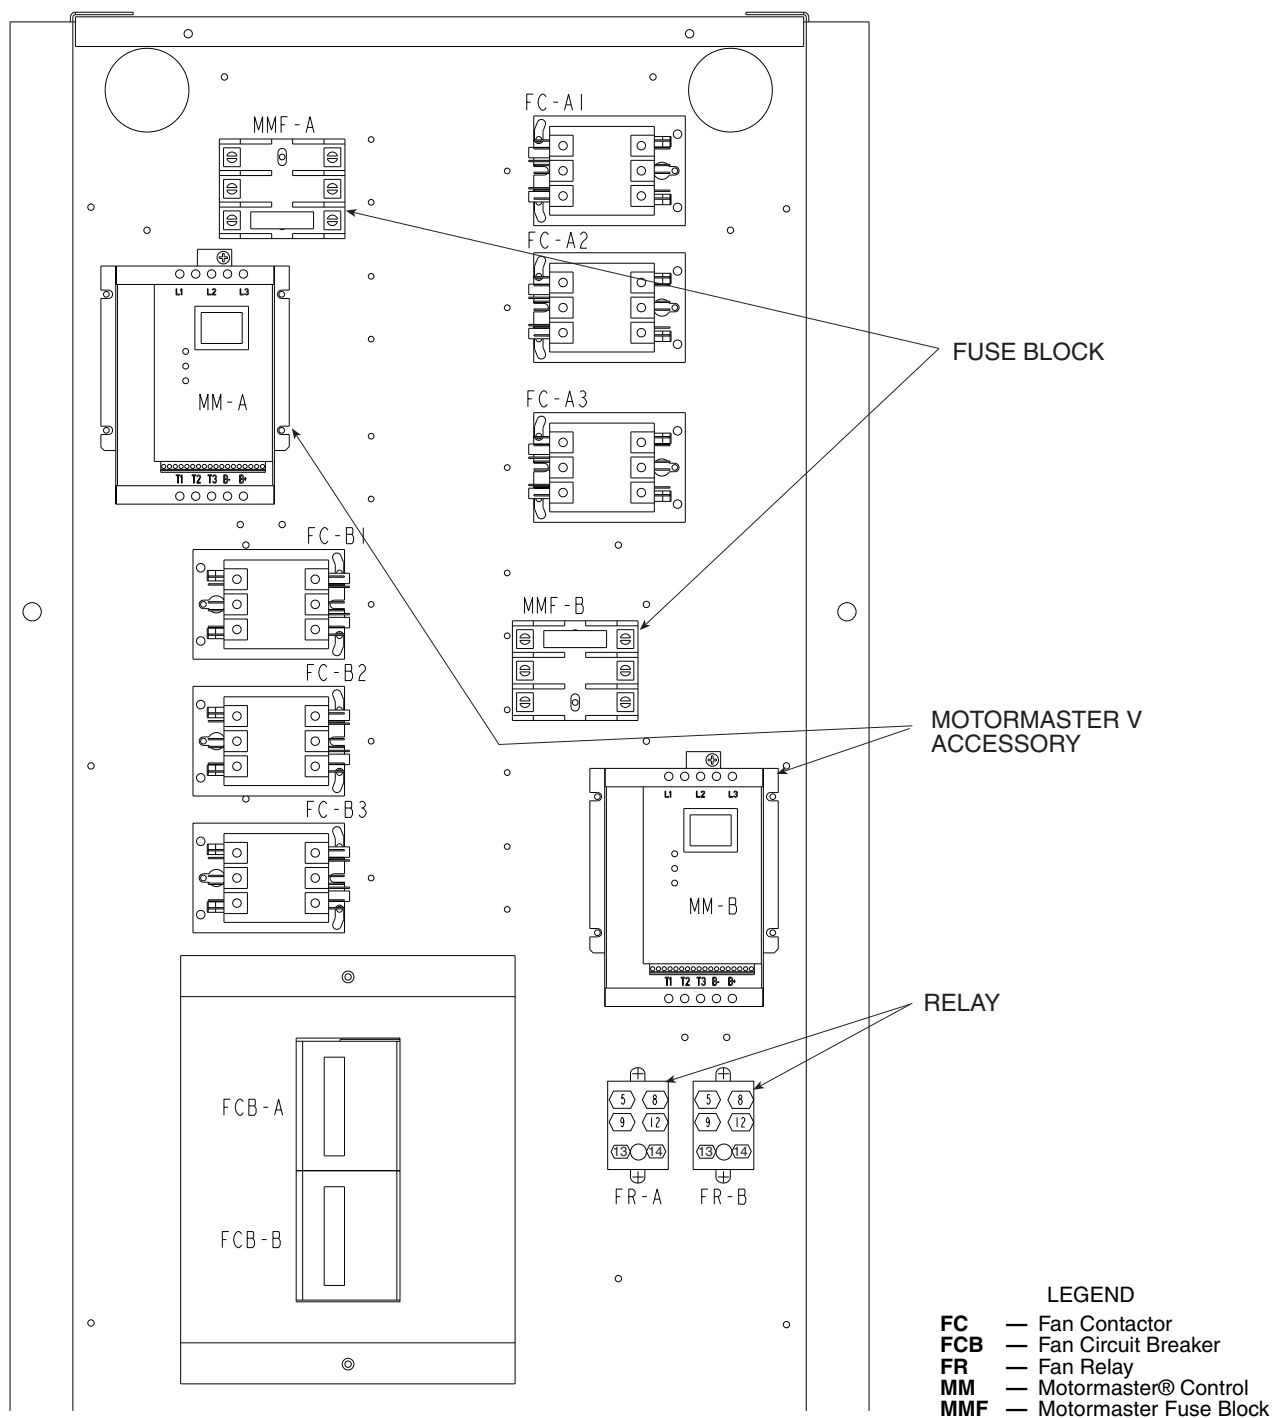 FC-A1
MMF-A
FC-A2
L1 L2 L3
FUSE BLOCK
MM-A
FC-A3
T1 T2 T3 B- B+
FC-B1
MMF-B
FC-B2
MOTORMASTER V
ACCESSORY
L1 L2 L3
FC-B3
MM-B
T1 T2 T3 B- B+
RELAY
FCB-A
5 8 5 8
9 12 9 12
13 14 13 14
FR-A FR-B
FCB-B
LEGEND
FC — Fan Contactor
FCB — Fan Circuit Breaker
FR — Fan Relay
MM — Motormaster® Control
MMF — Motormaster Fuse Block